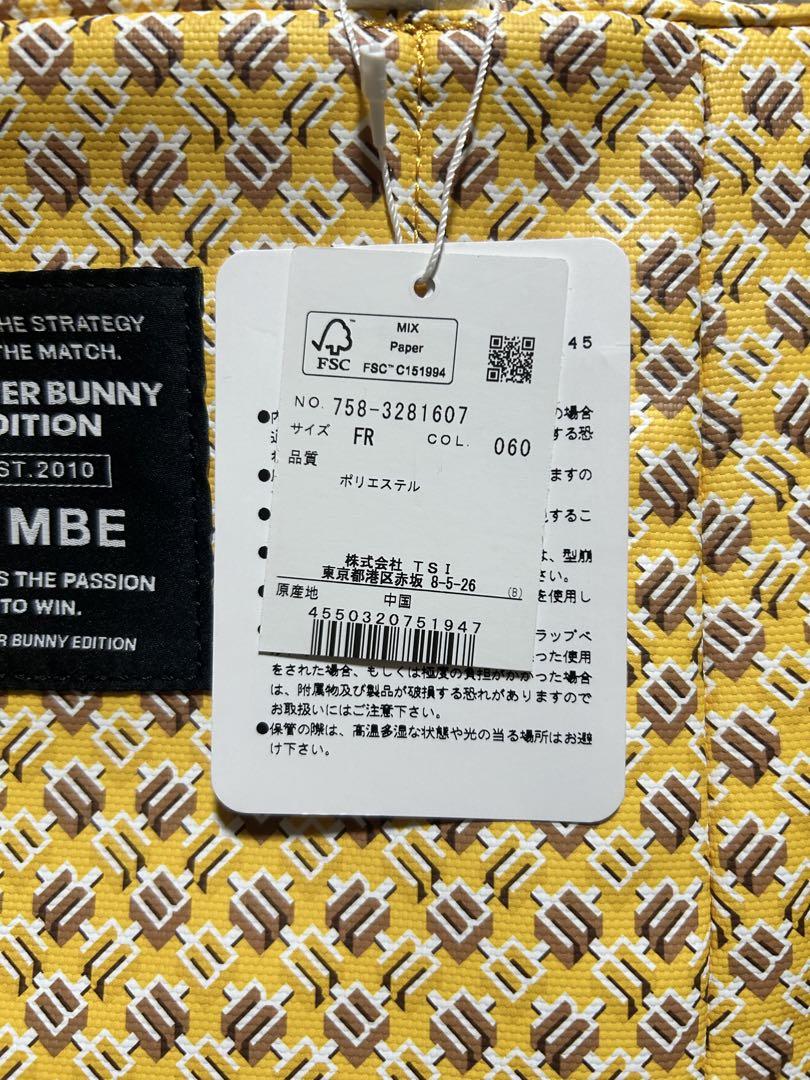 HE STRATEGY
THE MATCH.
ER BUNNY
DITION
ST.2010
MBE
S THE PASSION
TO WIN.
ER BUNNY EDITION
FSC™
MIX
Paper
FSC™ C151994
NO. 758-3281607
サイズ FR COL. 060
品質
ポリエステル
株式会社 TSI
東京都港区赤坂 8-5-26 (B)
原産地 中国
4550320751947
45
の場合
する恐
れ
ますの
するこ
は、型崩
さい。
を使用し
ラップベ
った使用
をされた場合、もしくは極度の負担がかかった場合
は、附属物及び製品が破損する恐れがありますので
お取扱いにはご注意下さい。
●保管の際は、高温多湿な状態や光の当る場所はお避
け下さい。